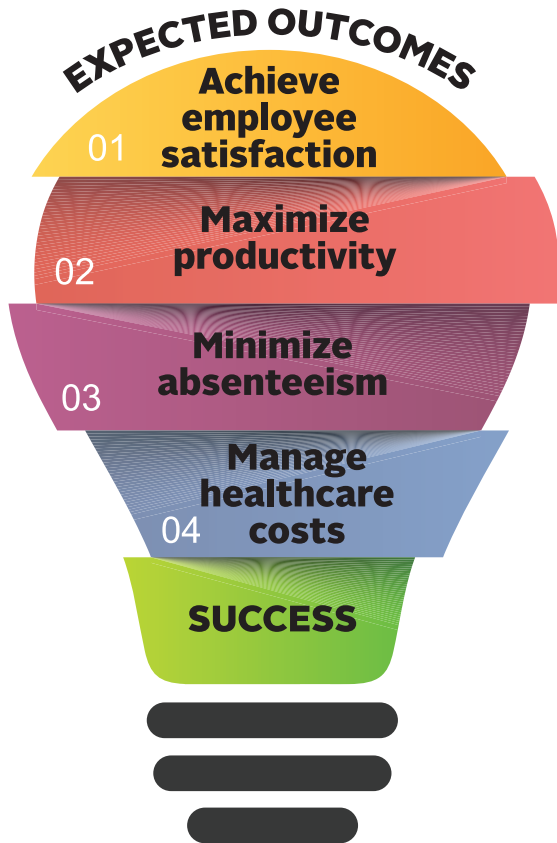 EXPECTED OUTCOMES
Achieve
employee
01 satisfaction
Maximize
productivity
02
Minimize
absenteeism
03
Manage
healthcare
04 costs
SUCCESS